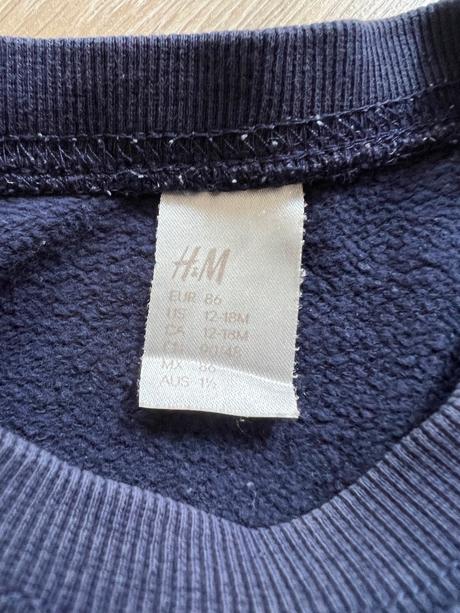 H&M
EUR 86
US 12-18M
CA 12-18M
CN 90/48
MX 86
AUS 1½